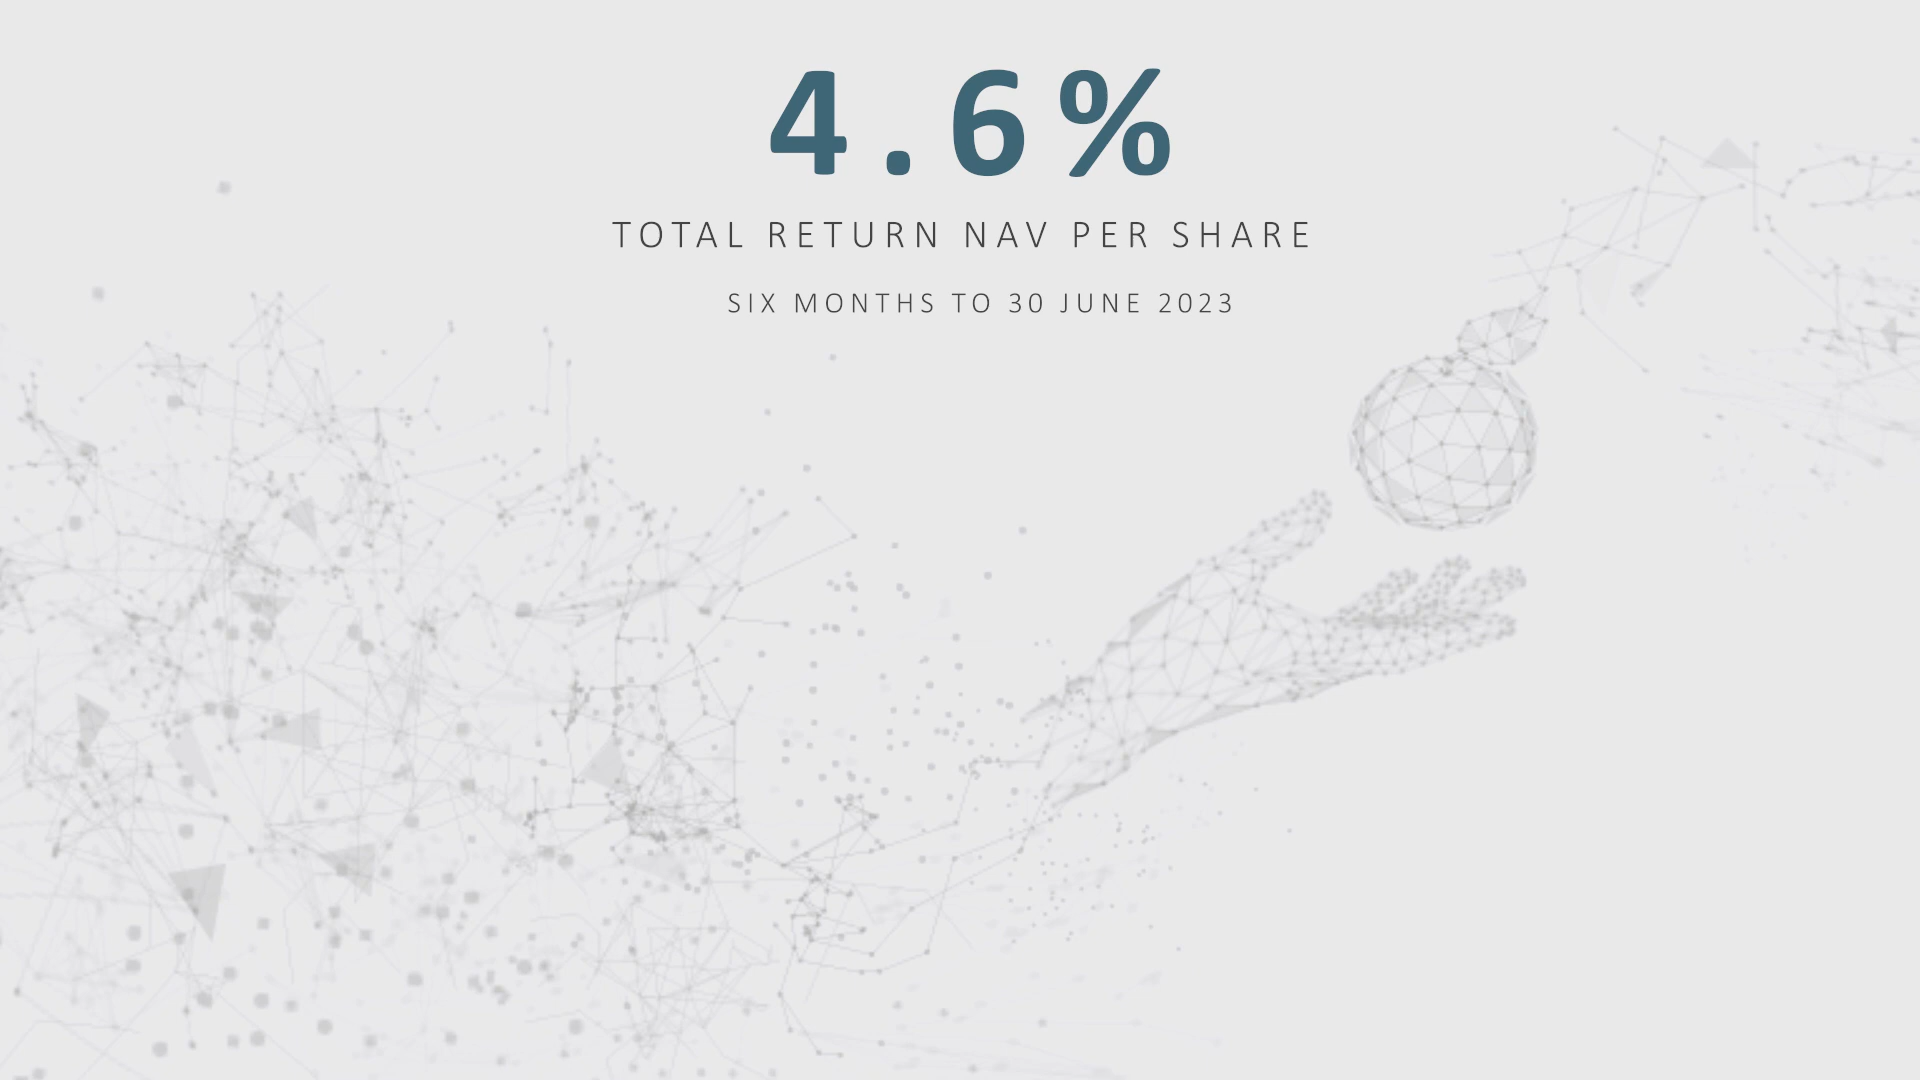 4.6%
TOTAL RETURN NAV PER SHARE
SIX MONTHS TO 30 JUNE 2023